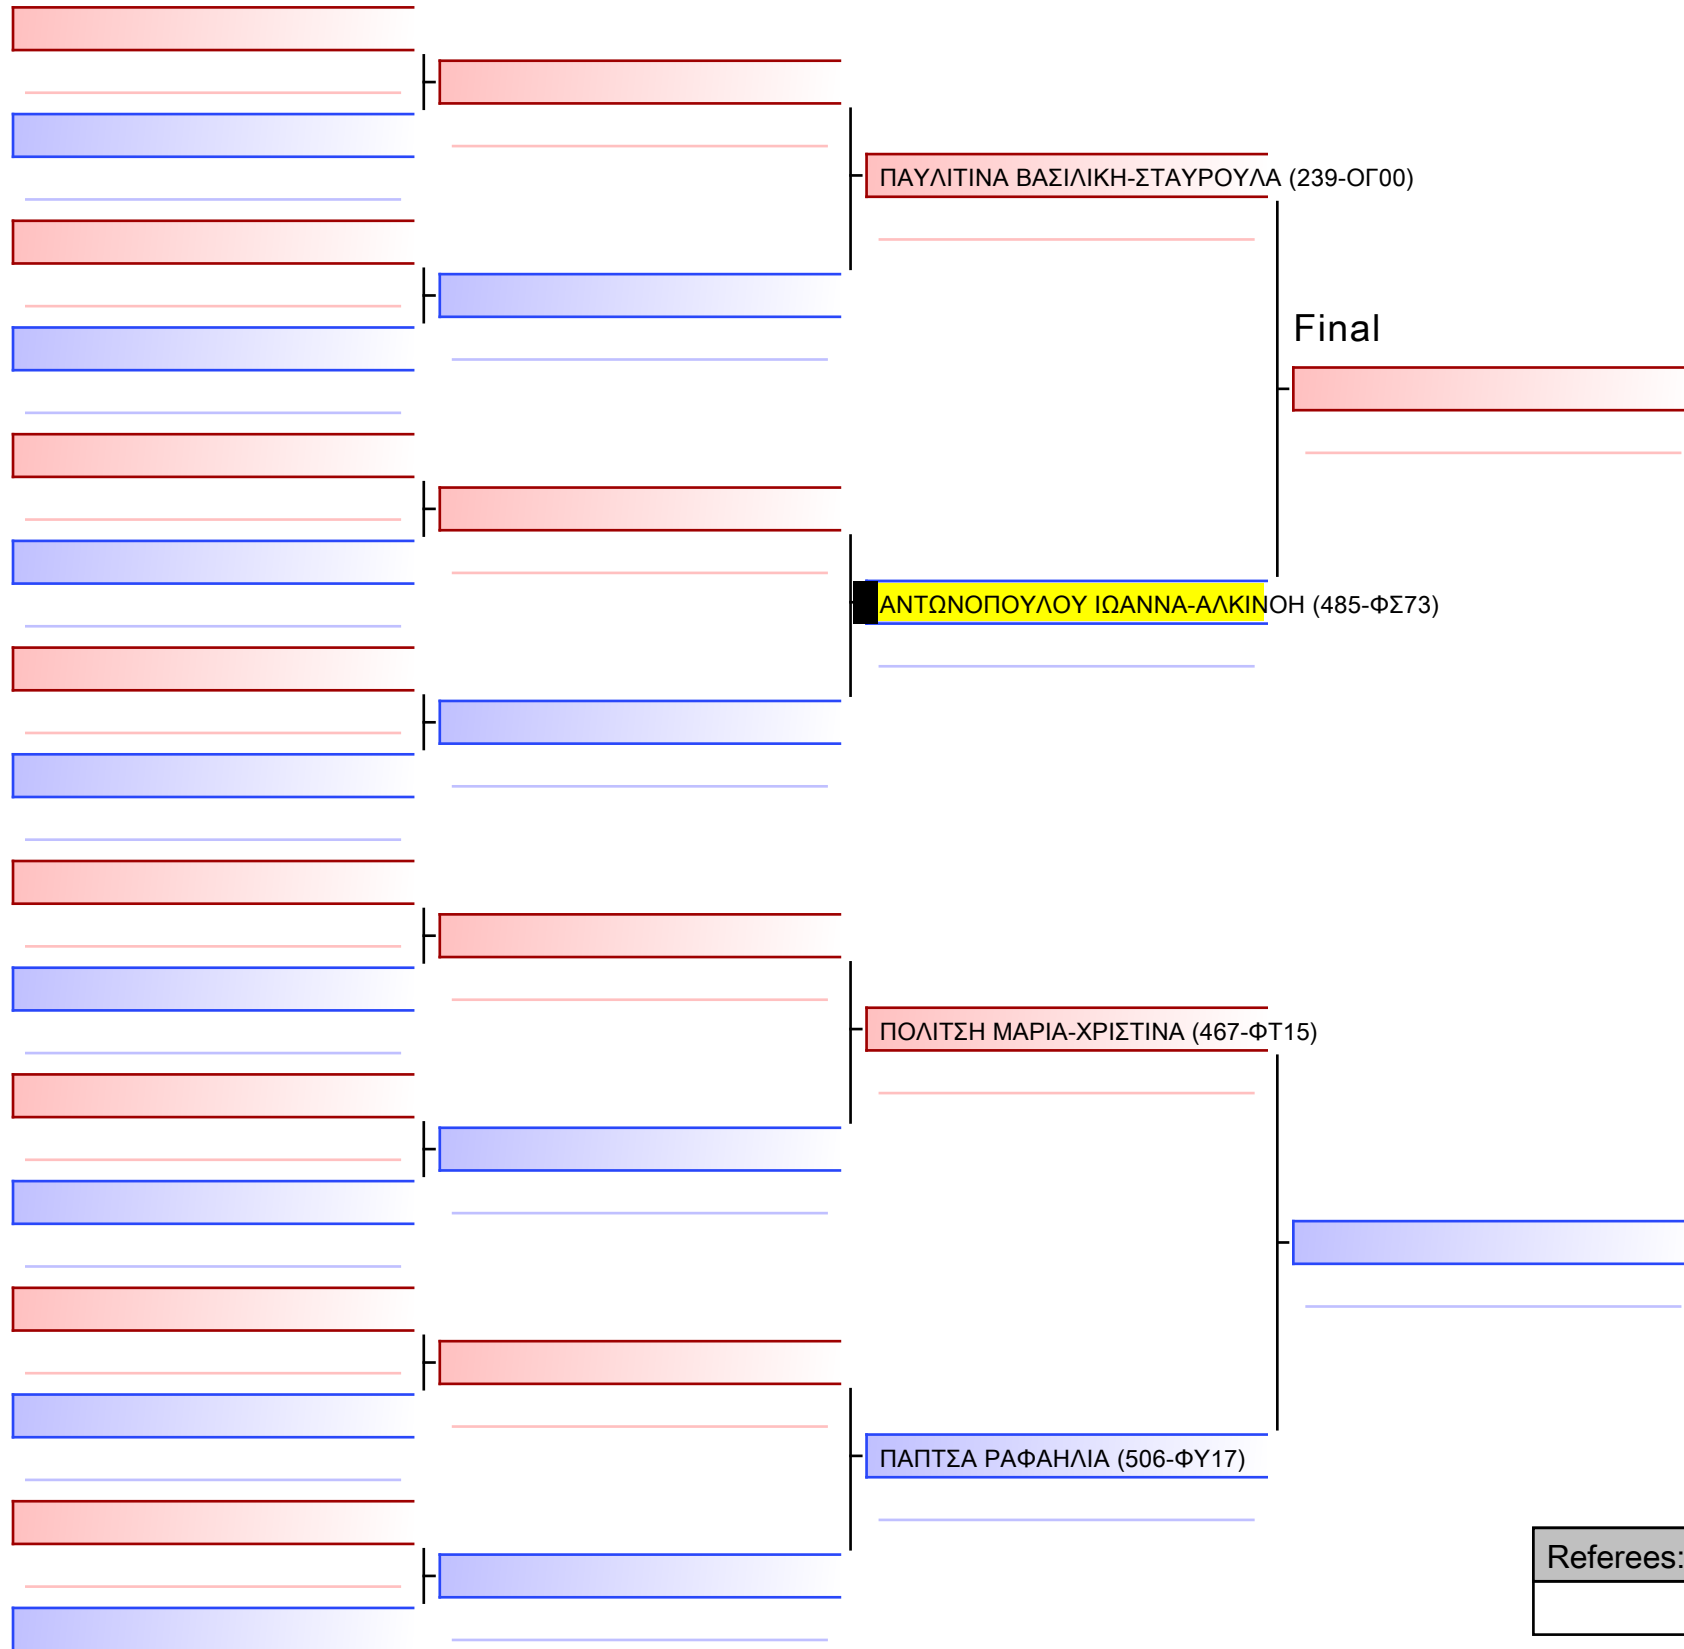 ΠΑΥΛΙΤΙΝΑ ΒΑΣΙΛΙΚΗ-ΣΤΑΥΡΟΥΛΑ (239-ΟΓ00)
Final
ΑΝΤΩΝΟΠΟΥΛΟΥ ΙΩΑΝΝΑ-ΑΛΚΙΝΟΗ (485-ΦΣ73)
ΠΟΛΙΤΣΗ ΜΑΡΙΑ-ΧΡΙΣΤΙΝΑ (467-ΦΤ15)
ΠΑΠΤΣΑ ΡΑΦΑΗΛΙΑ (506-ΦΥ17)
Referees: